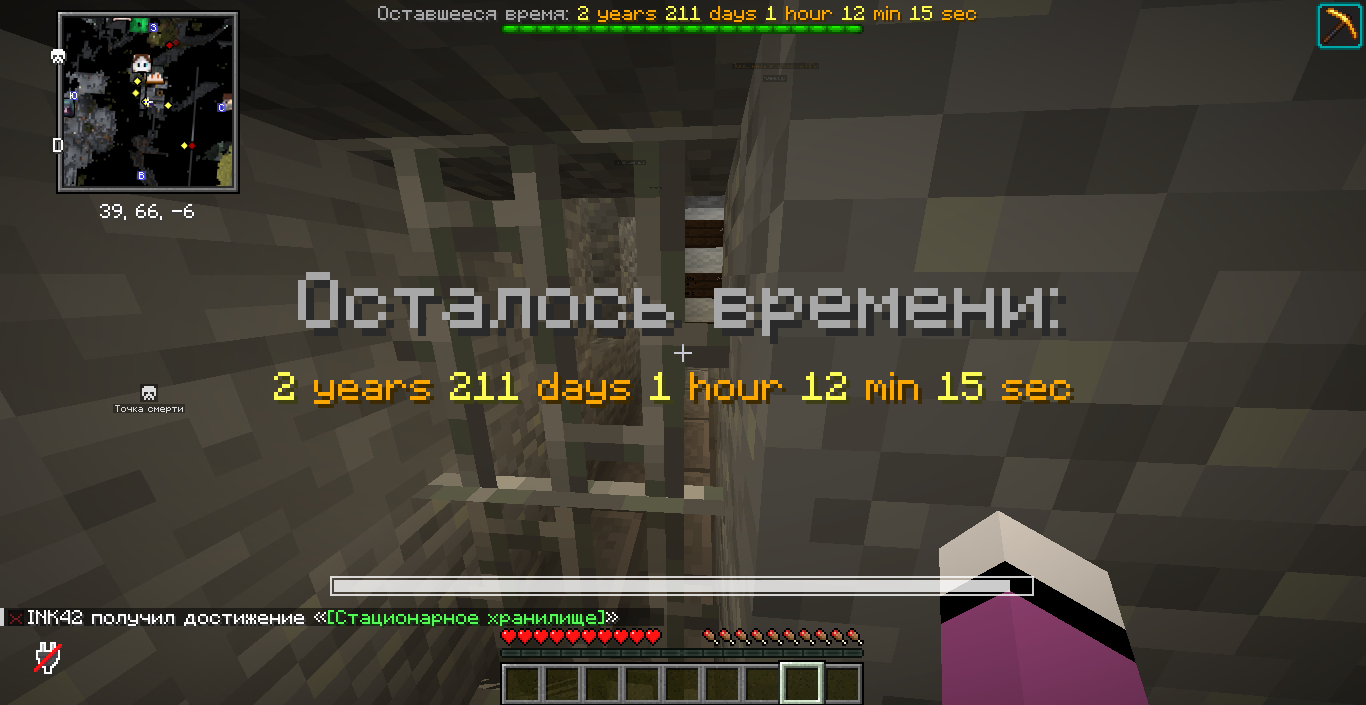 Оставшееся время: 2 years 211 days 1 hour 12 min 15 sec
З
Ю
С
В
39, 66, -6
Осталось времени:
2 years 211 days 1 hour 12 min 15 sec
Точка смерти
INK42 получил достижение «[Стационарное хранилище]»